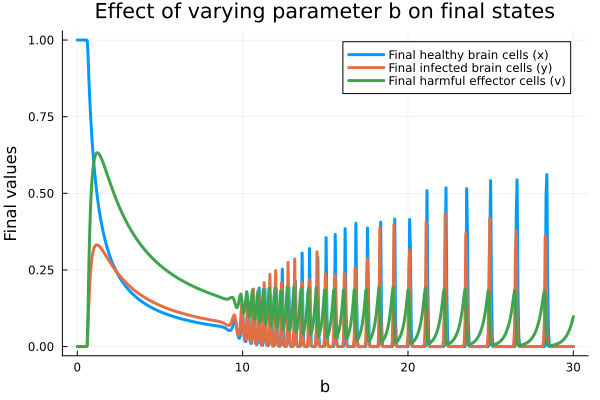 Effect of varying parameter b on final states
Final healthy brain cells (x)
Final infected brain cells (y)
Final harmful effector cells (v)
Final values
1.00
0.75
0.50
0.25
0.00
0
10
20
30
b